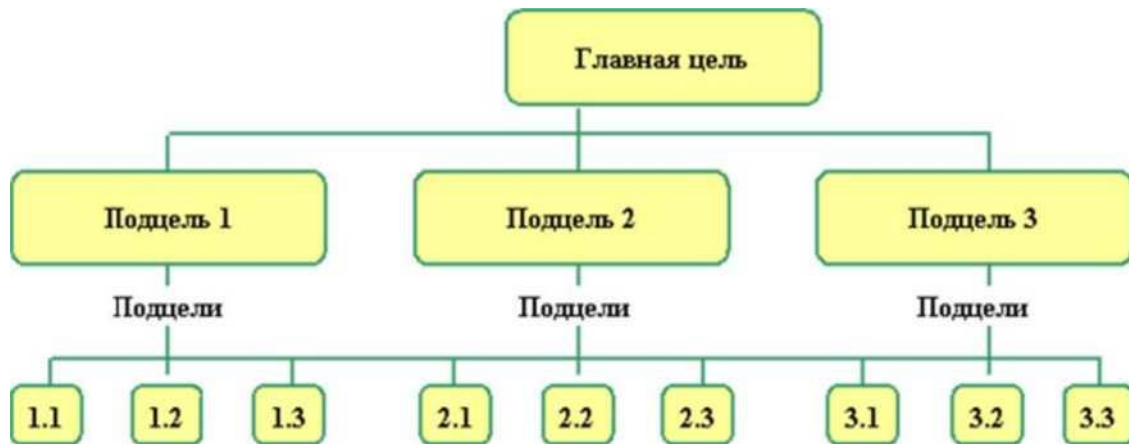 Главная цель
Подцель 1
Подцель 2
Подцель 3
Подцели
Подцели
Подцели
1.1
1.2
1.3
2.1
2.2
2.3
3.1
3.2
3.3